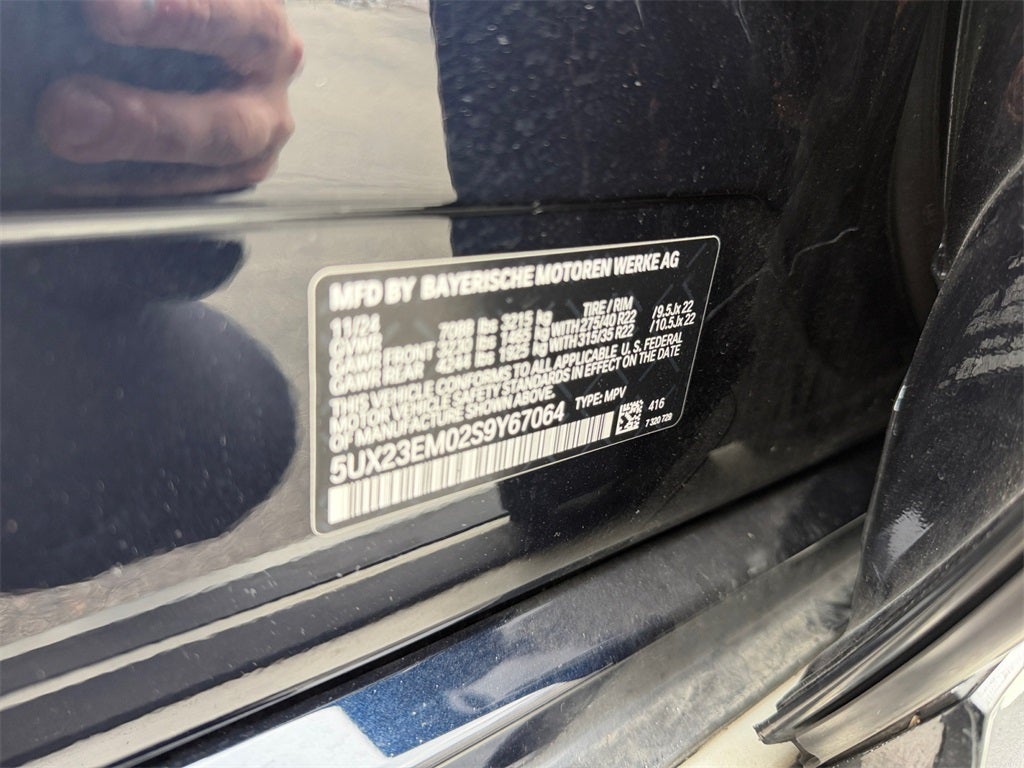 MFD BY BAYERISCHE MOTOREN WERKE AG
11/24 TIRE/RIM
GVWR 7088 lbs 3215 kg
GAWR FRONT lbs kg WITH 275/40 R22 /9.5Jx22
GAWR REAR 4244 lbs 1925 kg WITH 315/35 R22 /10.5Jx22
THIS VEHICLE CONFORMS TO ALL APPLICABLE U.S. FEDERAL
MOTOR VEHICLE SAFETY STANDARDS IN EFFECT ON THE DATE
OF MANUFACTURE SHOWN ABOVE.
TYPE: MPV
5UX23EM02S9Y67064
416
7 320 728